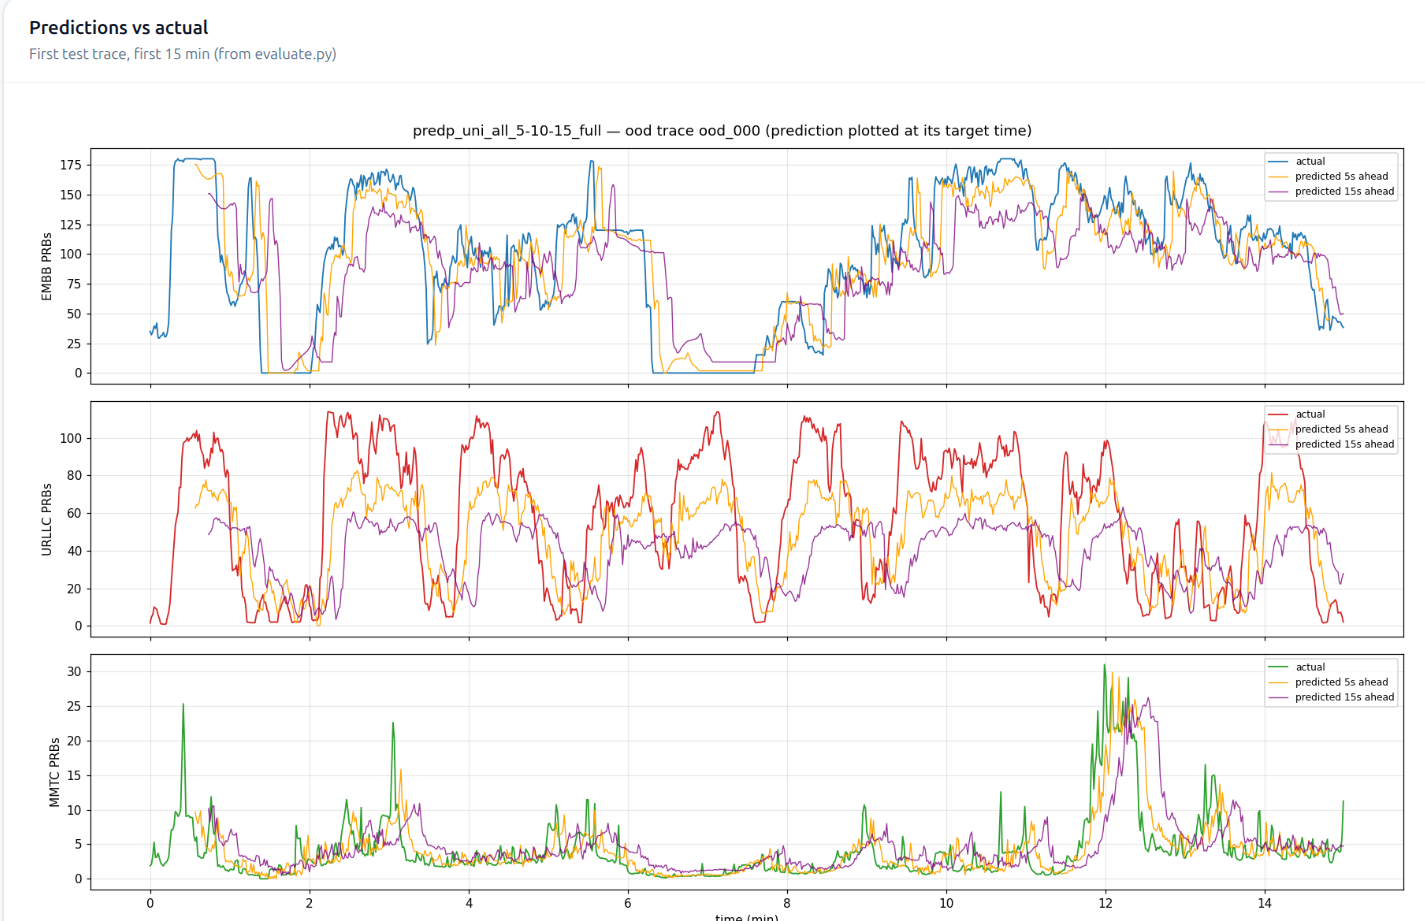 Predictions vs actual
First test trace, first 15 min (from evaluate.py)
predp_uni_all_5-10-15_full — ood trace ood_000 (prediction plotted at its target time)
EMBB PRBs
175
150
125
100
75
50
25
0
actual
predicted 5s ahead
predicted 15s ahead
URLLC PRBs
100
80
60
40
20
0
actual
predicted 5s ahead
predicted 15s ahead
MMTC PRBs
30
25
20
15
10
5
0
actual
predicted 5s ahead
predicted 15s ahead
0 2 4 6 8 10 12 14
time (min)